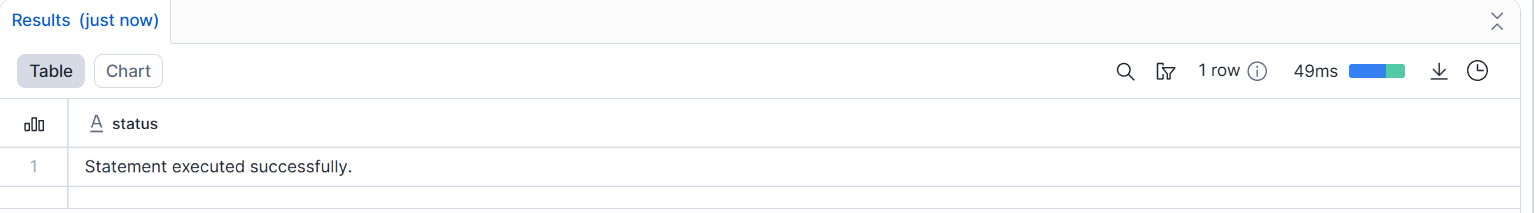 Results (just now)
Table Chart 1 row 49ms
A status
1 Statement executed successfully.